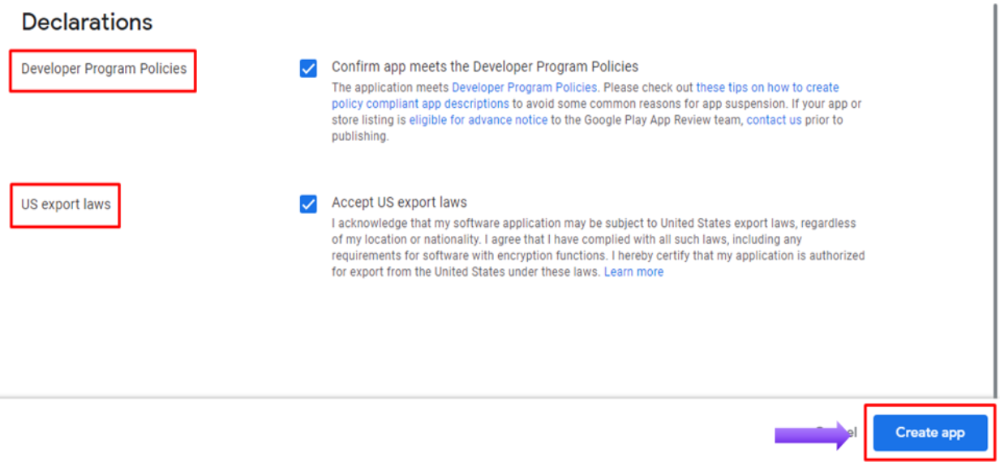 Declarations
Developer Program Policies
Confirm app meets the Developer Program Policies
The application meets Developer Program Policies. Please check out these tips on how to create
policy compliant app descriptions to avoid some common reasons for app suspension. If your app or
store listing is eligible for advance notice to the Google Play App Review team, contact us prior to
publishing.
US export laws
Accept US export laws
I acknowledge that my software application may be subject to United States export laws, regardless
of my location or nationality. I agree that I have complied with all such laws, including any
requirements for software with encryption functions. I hereby certify that my application is authorized
for export from the United States under these laws. Learn more
Create app